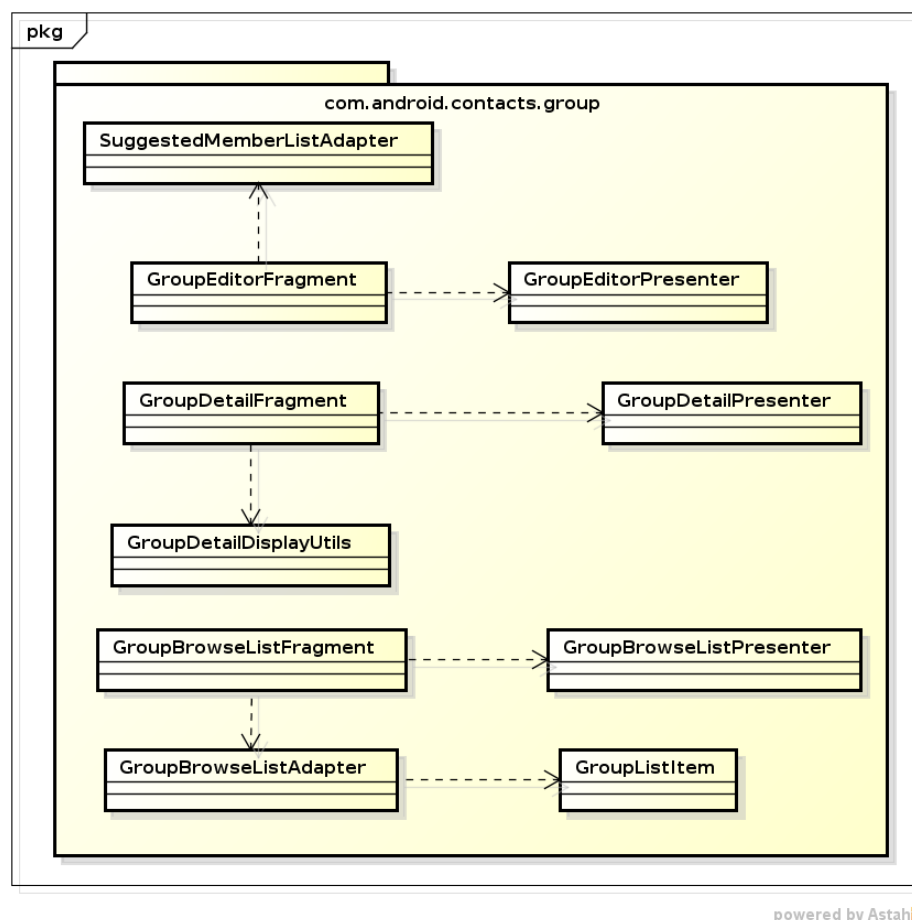 pkg
com.android.contacts.group
SuggestedMemberListAdapter
GroupEditorFragment
GroupEditorPresenter
GroupDetailFragment
GroupDetailPresenter
GroupDetailDisplayUtils
GroupBrowseListFragment
GroupBrowseListPresenter
GroupBrowseListAdapter
GroupListItem
powered by Astah